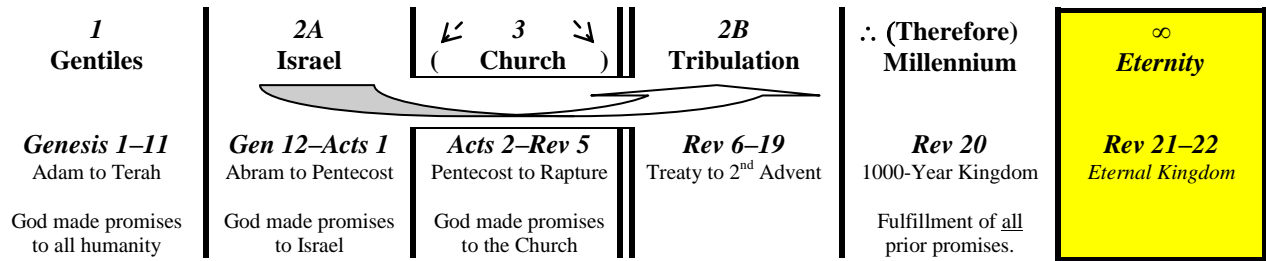 1
Gentiles
Genesis 1–11
Adam to Terah
God made promises
to all humanity
2A
Israel
Gen 12–Acts 1
Abram to Pentecost
God made promises
to Israel
3
( Church )
Acts 2–Rev 5
Pentecost to Rapture
God made promises
to the Church
2B
Tribulation
Rev 6–19
Treaty to 2nd Advent
∴ (Therefore)
Millennium
Rev 20
1000-Year Kingdom
Fulfillment of all
prior promises.
∞
Eternity
Rev 21–22
Eternal Kingdom